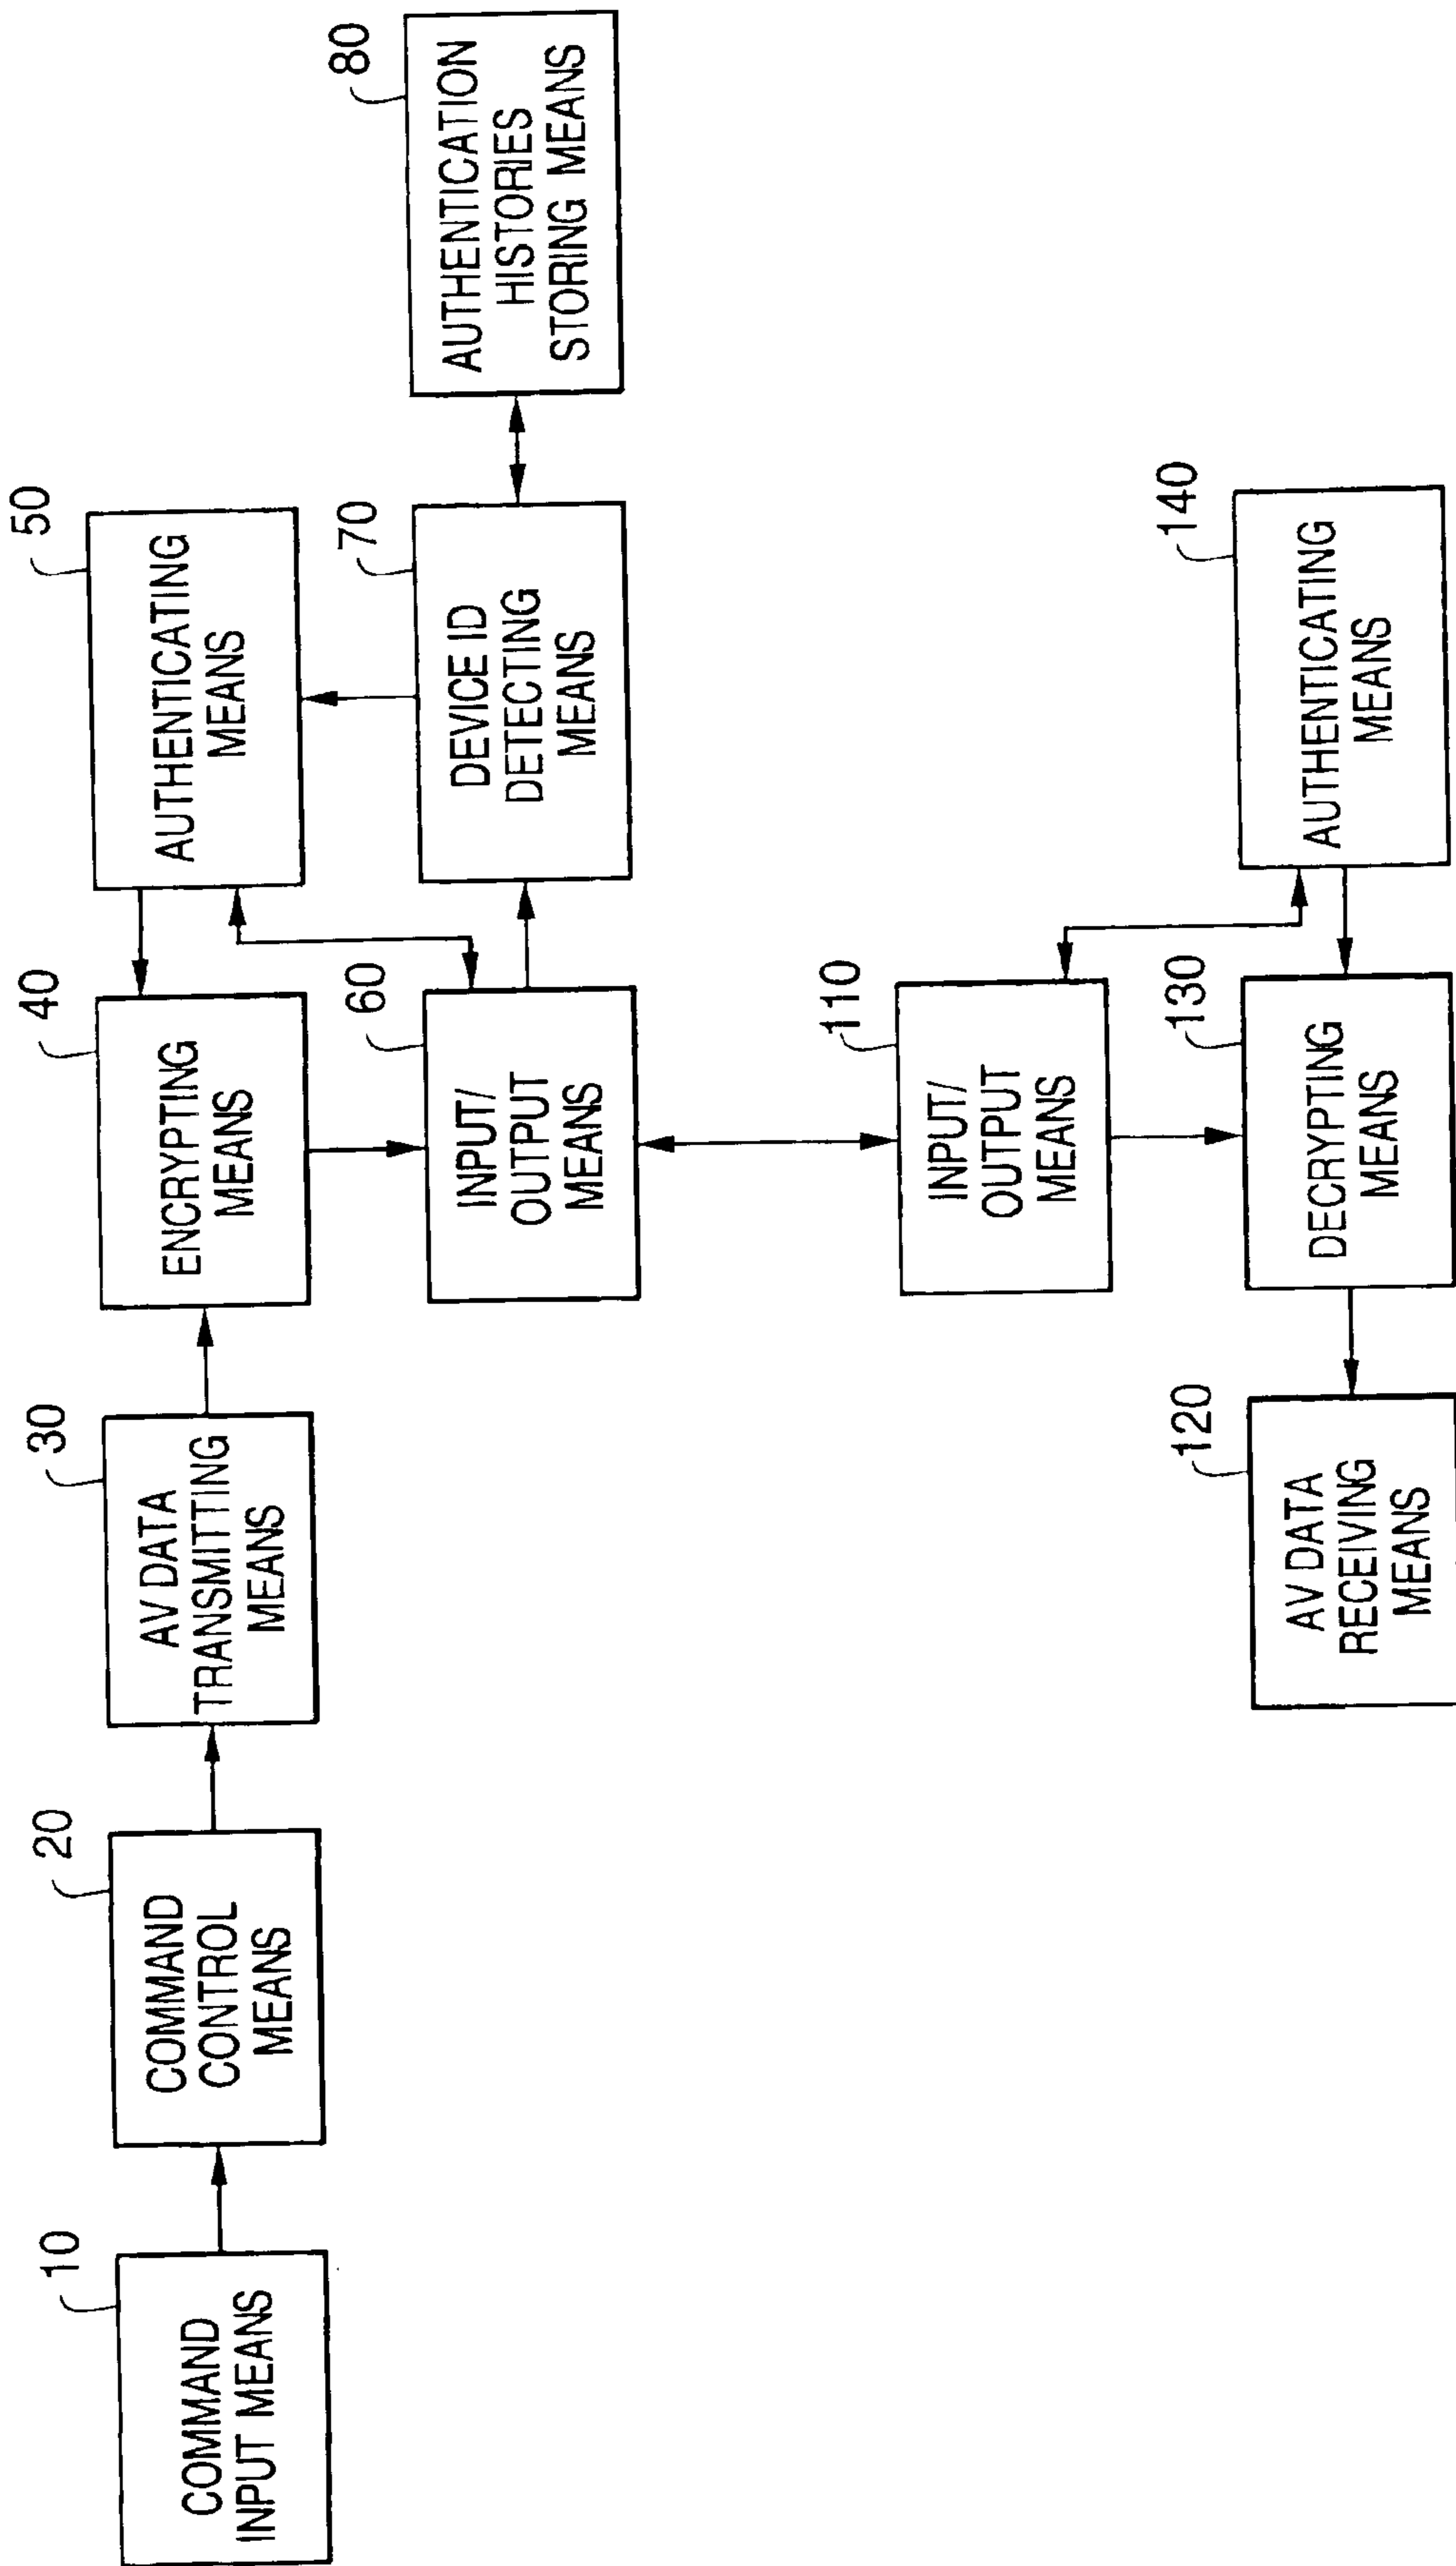 10
COMMAND
INPUT MEANS
20
COMMAND
CONTROL
MEANS
30
AV DATA
TRANSMITTING
MEANS
40
ENCRYPTING
MEANS
50
AUTHENTICATING
MEANS
60
INPUT/
OUTPUT
MEANS
70
DEVICE ID
DETECTING
MEANS
80
AUTHENTICATION
HISTORIES
STORING MEANS
110
INPUT/
OUTPUT
MEANS
120
AV DATA
RECEIVING
MEANS
130
DECRYPTING
MEANS
140
AUTHENTICATING
MEANS